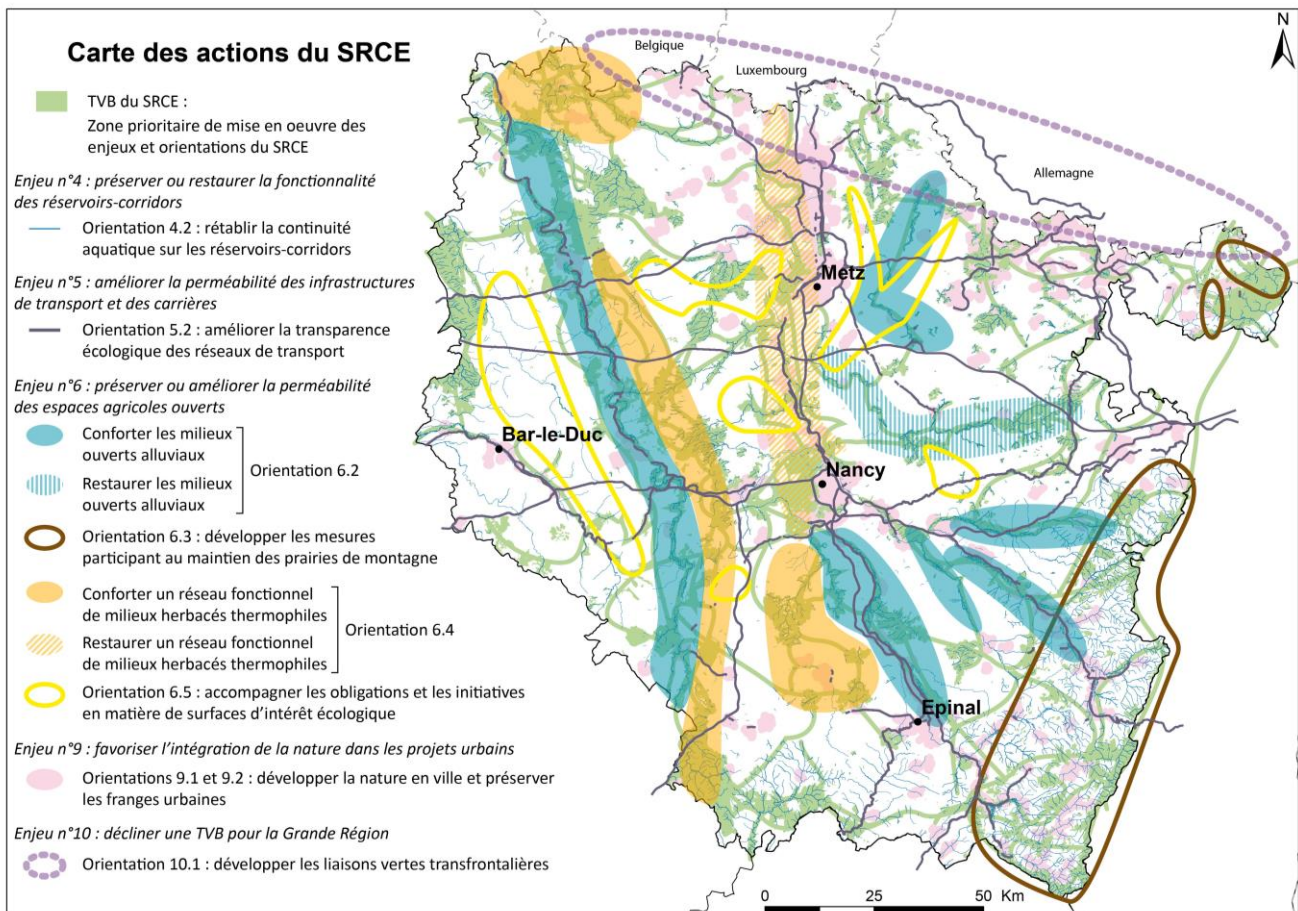 Carte des actions du SRCE
TVB du SRCE :
Zone prioritaire de mise en oeuvre des
enjeux et orientations du SRCE
Enjeu n°4 : préserver ou restaurer la fonctionnalité
des réservoirs-corridors
Orientation 4.2 : rétablir la continuité
aquatique sur les réservoirs-corridors
Enjeu n°5 : améliorer la perméabilité des infrastructures
de transport et des carrières
Orientation 5.2 : améliorer la transparence
écologique des réseaux de transport
Enjeu n°6 : préserver ou améliorer la perméabilité
des espaces agricoles ouverts
Conforter les milieux
ouverts alluviaux
Restaurer les milieux
ouverts alluviaux
Orientation 6.2
Orientation 6.3 : développer les mesures
participant au maintien des prairies de montagne
Conforter un réseau fonctionnel
de milieux herbacés thermophiles
Restaurer un réseau fonctionnel
de milieux herbacés thermophiles
Orientation 6.4
Orientation 6.5 : accompagner les obligations et les initiatives
en matière de surfaces d'intérêt écologique
Enjeu n°9 : favoriser l'intégration de la nature dans les projets urbains
Orientations 9.1 et 9.2 : développer la nature en ville et préserver
les franges urbaines
Enjeu n°10 : décliner une TVB pour la Grande Région
Orientation 10.1 : développer les liaisons vertes transfrontalières
N
Belgique
Luxembourg
Allemagne
Metz
Bar-le-Duc
Nancy
Epinal
0 25 50 Km